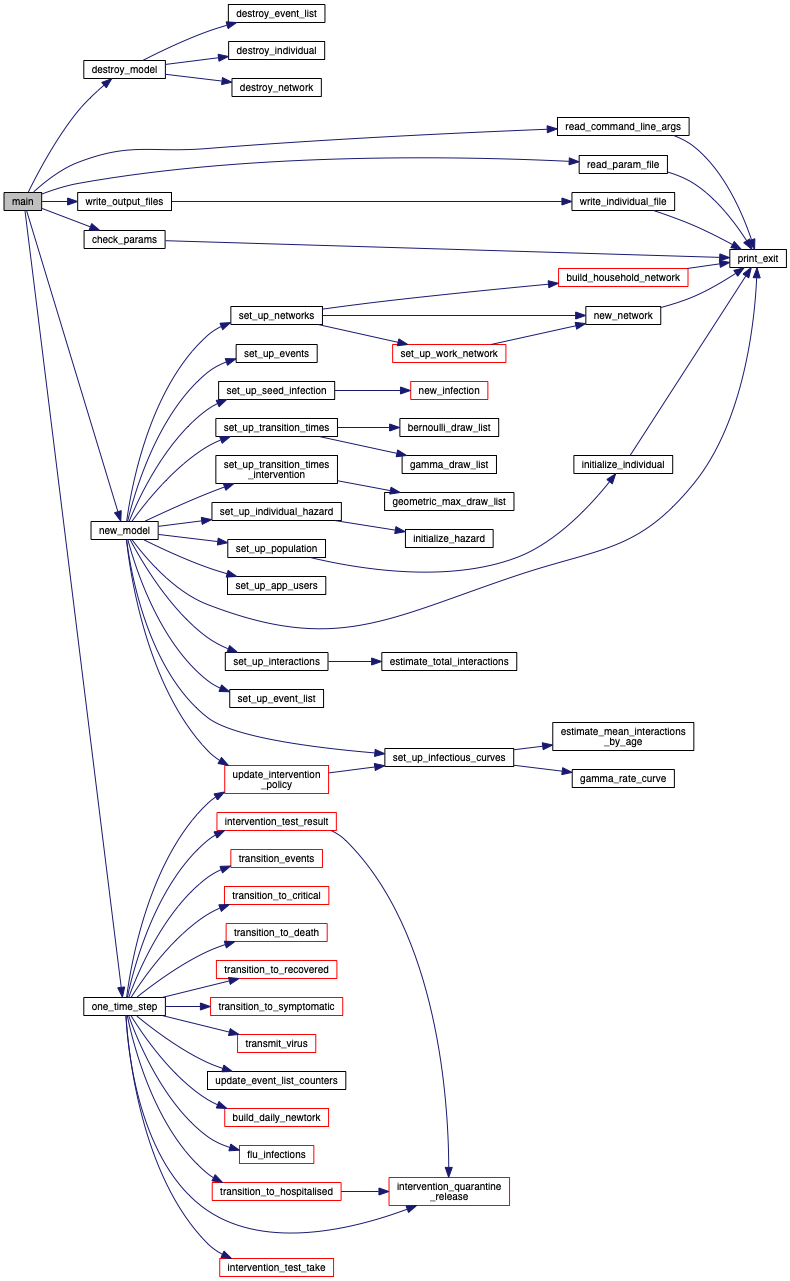 destroy_event_list
destroy_individual
destroy_model
destroy_network
read_command_line_args
read_param_file
main
write_output_files
write_individual_file
check_params
print_exit
build_household_network
set_up_networks
new_network
set_up_events
set_up_work_network
set_up_seed_infection
new_infection
set_up_transition_times
bernoulli_draw_list
gamma_draw_list
initialize_individual
set_up_transition_times
_intervention
geometric_max_draw_list
set_up_individual_hazard
new_model
initialize_hazard
set_up_population
set_up_app_users
set_up_interactions
estimate_total_interactions
set_up_event_list
estimate_mean_interactions
_by_age
set_up_infectious_curves
update_intervention
_policy
gamma_rate_curve
intervention_test_result
transition_events
transition_to_critical
transition_to_death
transition_to_recovered
one_time_step
transition_to_symptomatic
transmit_virus
update_event_list_counters
build_daily_newtork
flu_infections
transition_to_hospitalised
intervention_quarantine
_release
intervention_test_take